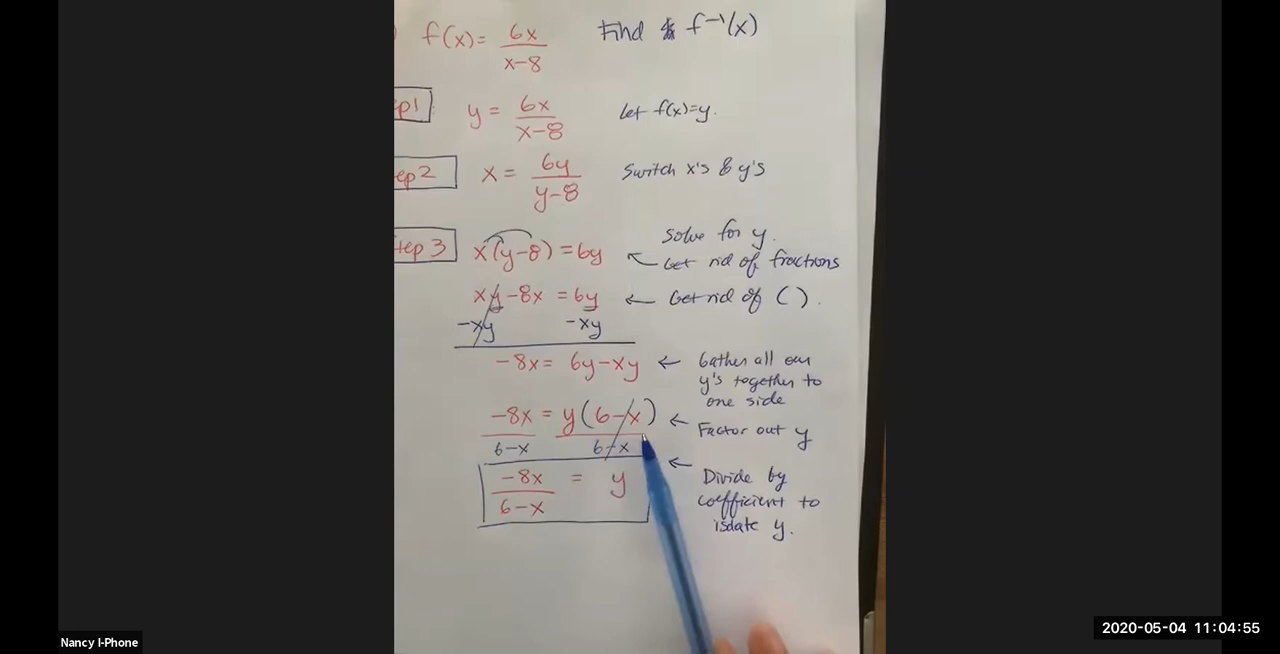 f(x)= 6x / x-8 Find f⁻¹(x)
ep1 y = 6x / x-8 Let f(x)=y.
ep2 x = 6y / y-8 Switch x's & y's
tep 3 x(y-8)=6y Solve for y.
← Get rid of fractions
xy-8x = 6y ← Get rid of ( ).
-xy -xy
-8x = 6y-xy ← Gather all our
y's together to
one side
-8x = y(6-x) ← Factor out y
6-x 6-x
← Divide by
-8x / 6-x = y coefficient to
isolate y.
Nancy I-Phone
2020-05-04 11:04:55